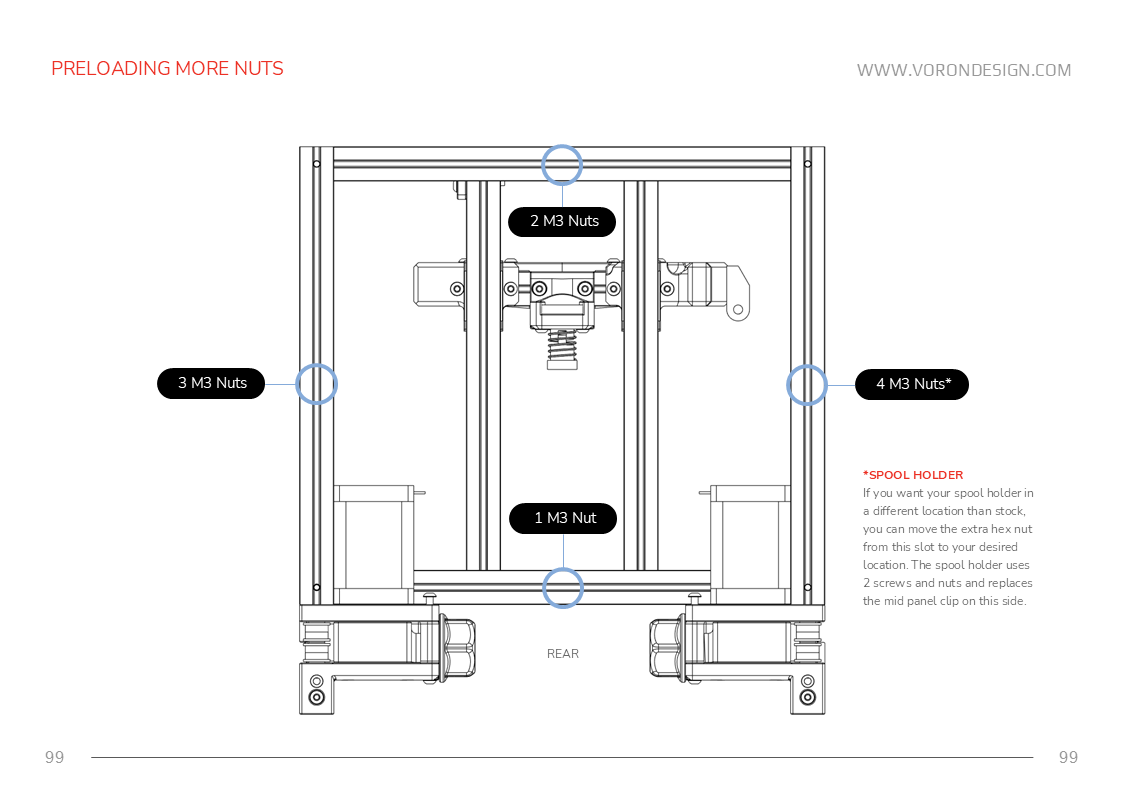 PRELOADING MORE NUTS
WWW.VORONDESIGN.COM
2 M3 Nuts
3 M3 Nuts
4 M3 Nuts*
*SPOOL HOLDER
If you want your spool holder in
a different location than stock,
you can move the extra hex nut
from this slot to your desired
location. The spool holder uses
2 screws and nuts and replaces
the mid panel clip on this side.
1 M3 Nut
REAR
99
99